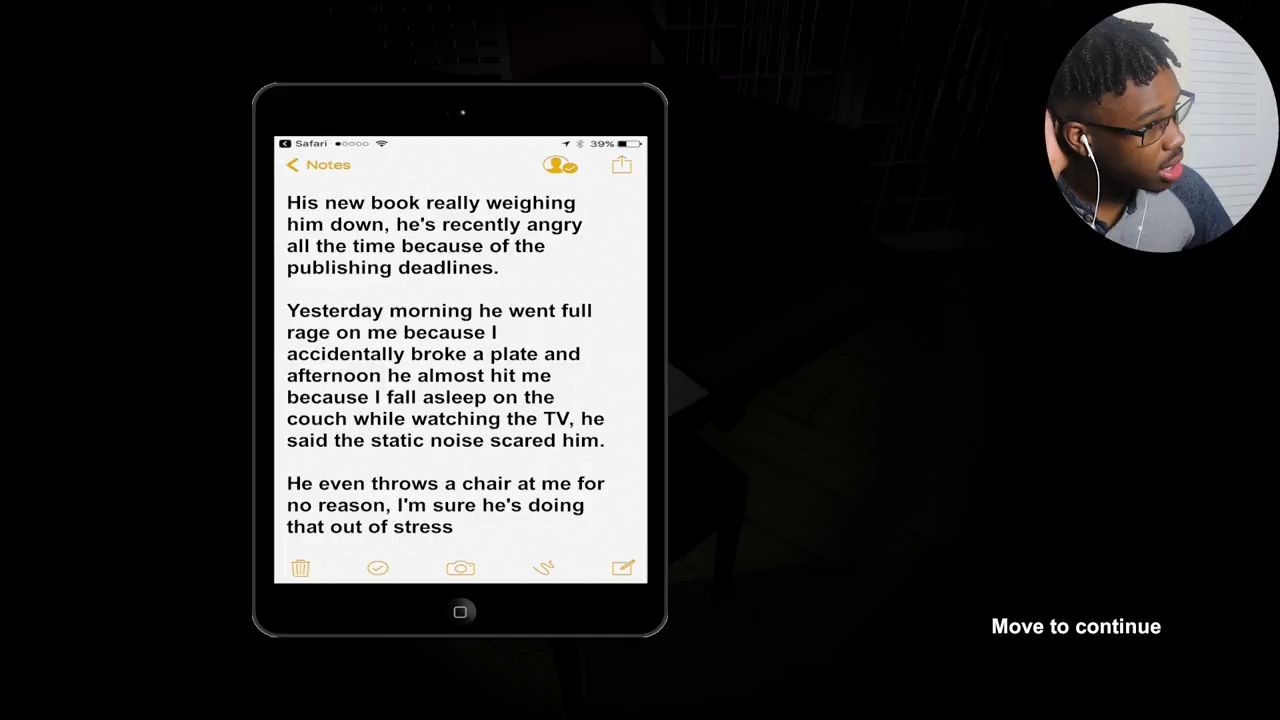 Safari
39%
Notes
His new book really weighing
him down, he's recently angry
all the time because of the
publishing deadlines.
Yesterday morning he went full
rage on me because I
accidentally broke a plate and
afternoon he almost hit me
because I fall asleep on the
couch while watching the TV, he
said the static noise scared him.
He even throws a chair at me for
no reason, I'm sure he's doing
that out of stress
Move to continue